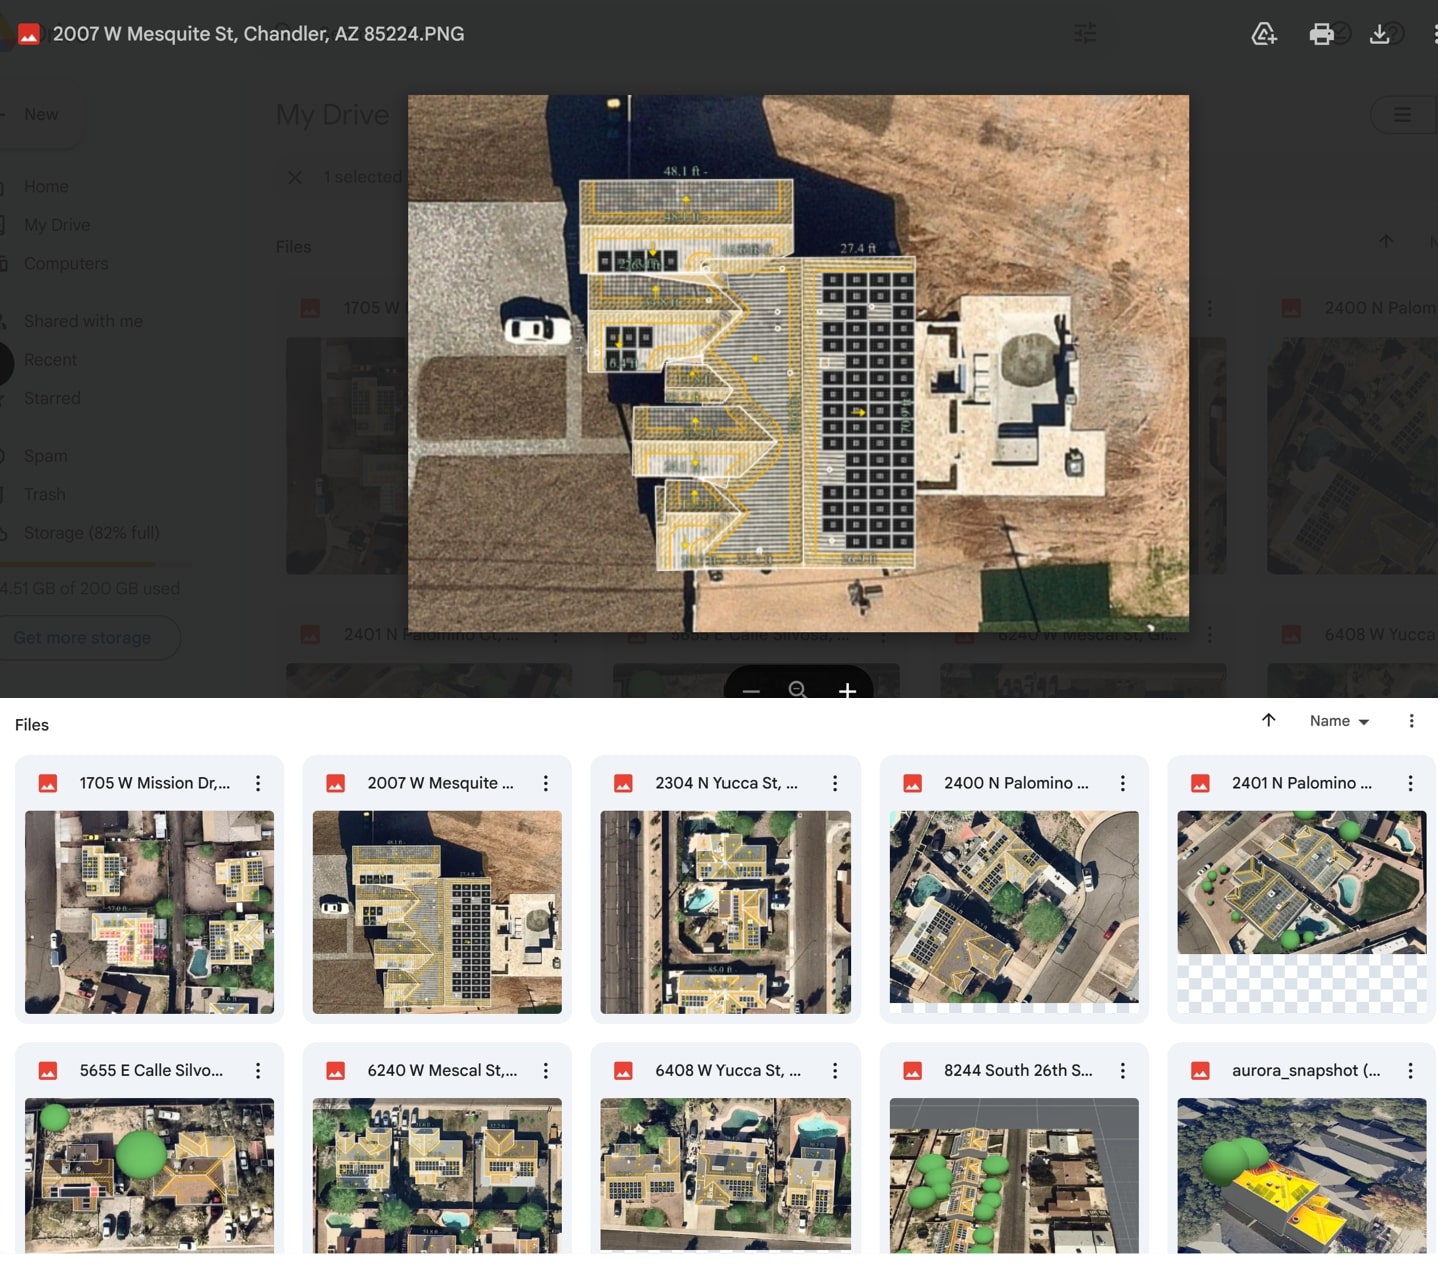 2007 W Mesquite St, Chandler, AZ 85224.PNG
New
My Drive
Home
1 selected
My Drive
Computers
Files
Shared with me
1705 W
2400 N Palom
Recent
Starred
Spam
Trash
Storage (82% full)
4.51 GB of 200 GB used
Get more storage
2401 N Palomino Ct, ...
5655 E Calle Silvosa, ...
6240 W Mescal St, Gl...
6408 W Yucca
48.1 ft -
27.4 ft
Files
Name
1705 W Mission Dr,...
2007 W Mesquite ...
2304 N Yucca St, ...
2400 N Palomino ...
2401 N Palomino ...
5655 E Calle Silvo...
6240 W Mescal St,...
6408 W Yucca St, ...
8244 South 26th S...
aurora_snapshot (...